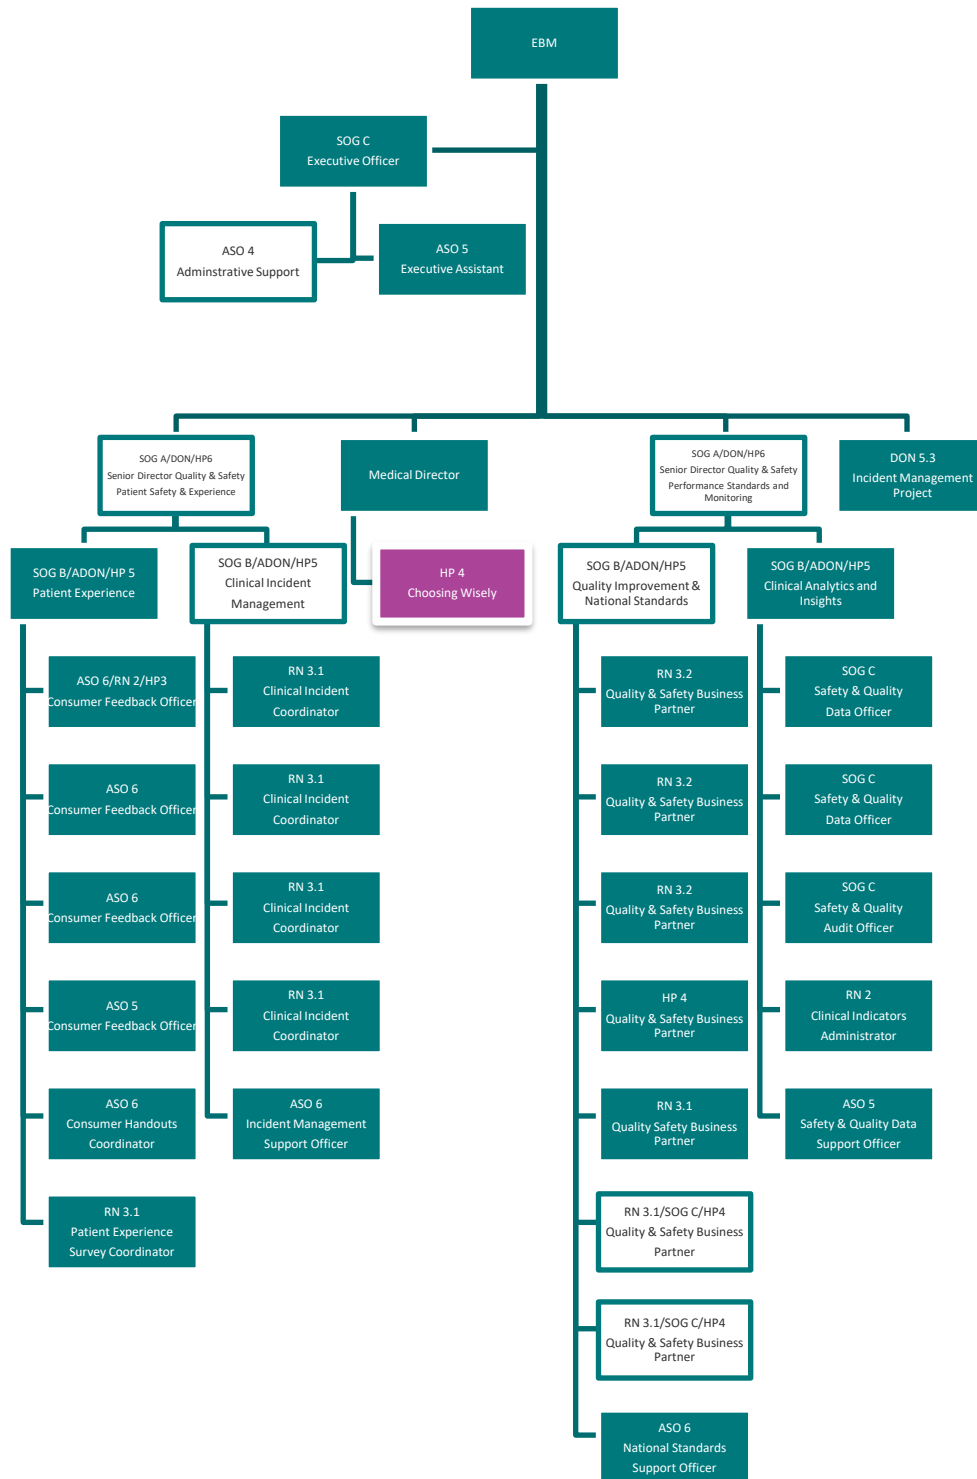 EBM
SOG C
Executive Officer
ASO 4
Adminstrative Support
ASO 5
Executive Assistant
SOG A/DON/HP6
Senior Director Quality & Safety
Patient Safety & Experience
Medical Director
SOG A/DON/HP6
Senior Director Quality & Safety
Performance Standards and
Monitoring
DON 5.3
Incident Management
Project
SOG B/ADON/HP 5
Patient Experience
SOG B/ADON/HP5
Clinical Incident
Management
HP 4
Choosing Wisely
SOG B/ADON/HP5
Quality Improvement &
National Standards
SOG B/ADON/HP5
Clinical Analytics and
Insights
ASO 6/RN 2/HP3
Consumer Feedback Officer
RN 3.1
Clinical Incident
Coordinator
RN 3.2
Quality & Safety Business
Partner
SOG C
Safety & Quality
Data Officer
ASO 6
Consumer Feedback Officer
RN 3.1
Clinical Incident
Coordinator
RN 3.2
Quality & Safety Business
Partner
SOG C
Safety & Quality
Data Officer
ASO 6
Consumer Feedback Officer
RN 3.1
Clinical Incident
Coordinator
RN 3.2
Quality & Safety Business
Partner
SOG C
Safety & Quality
Audit Officer
ASO 5
Consumer Feedback Officer
RN 3.1
Clinical Incident
Coordinator
HP 4
Quality & Safety Business
Partner
RN 2
Clinical Indicators
Administrator
ASO 6
Consumer Handouts
Coordinator
ASO 6
Incident Management
Support Officer
RN 3.1
Quality Safety Business
Partner
ASO 5
Safety & Quality Data
Support Officer
RN 3.1
Patient Experience
Survey Coordinator
RN 3.1/SOG C/HP4
Quality & Safety Business
Partner
RN 3.1/SOG C/HP4
Quality & Safety Business
Partner
ASO 6
National Standards
Support Officer